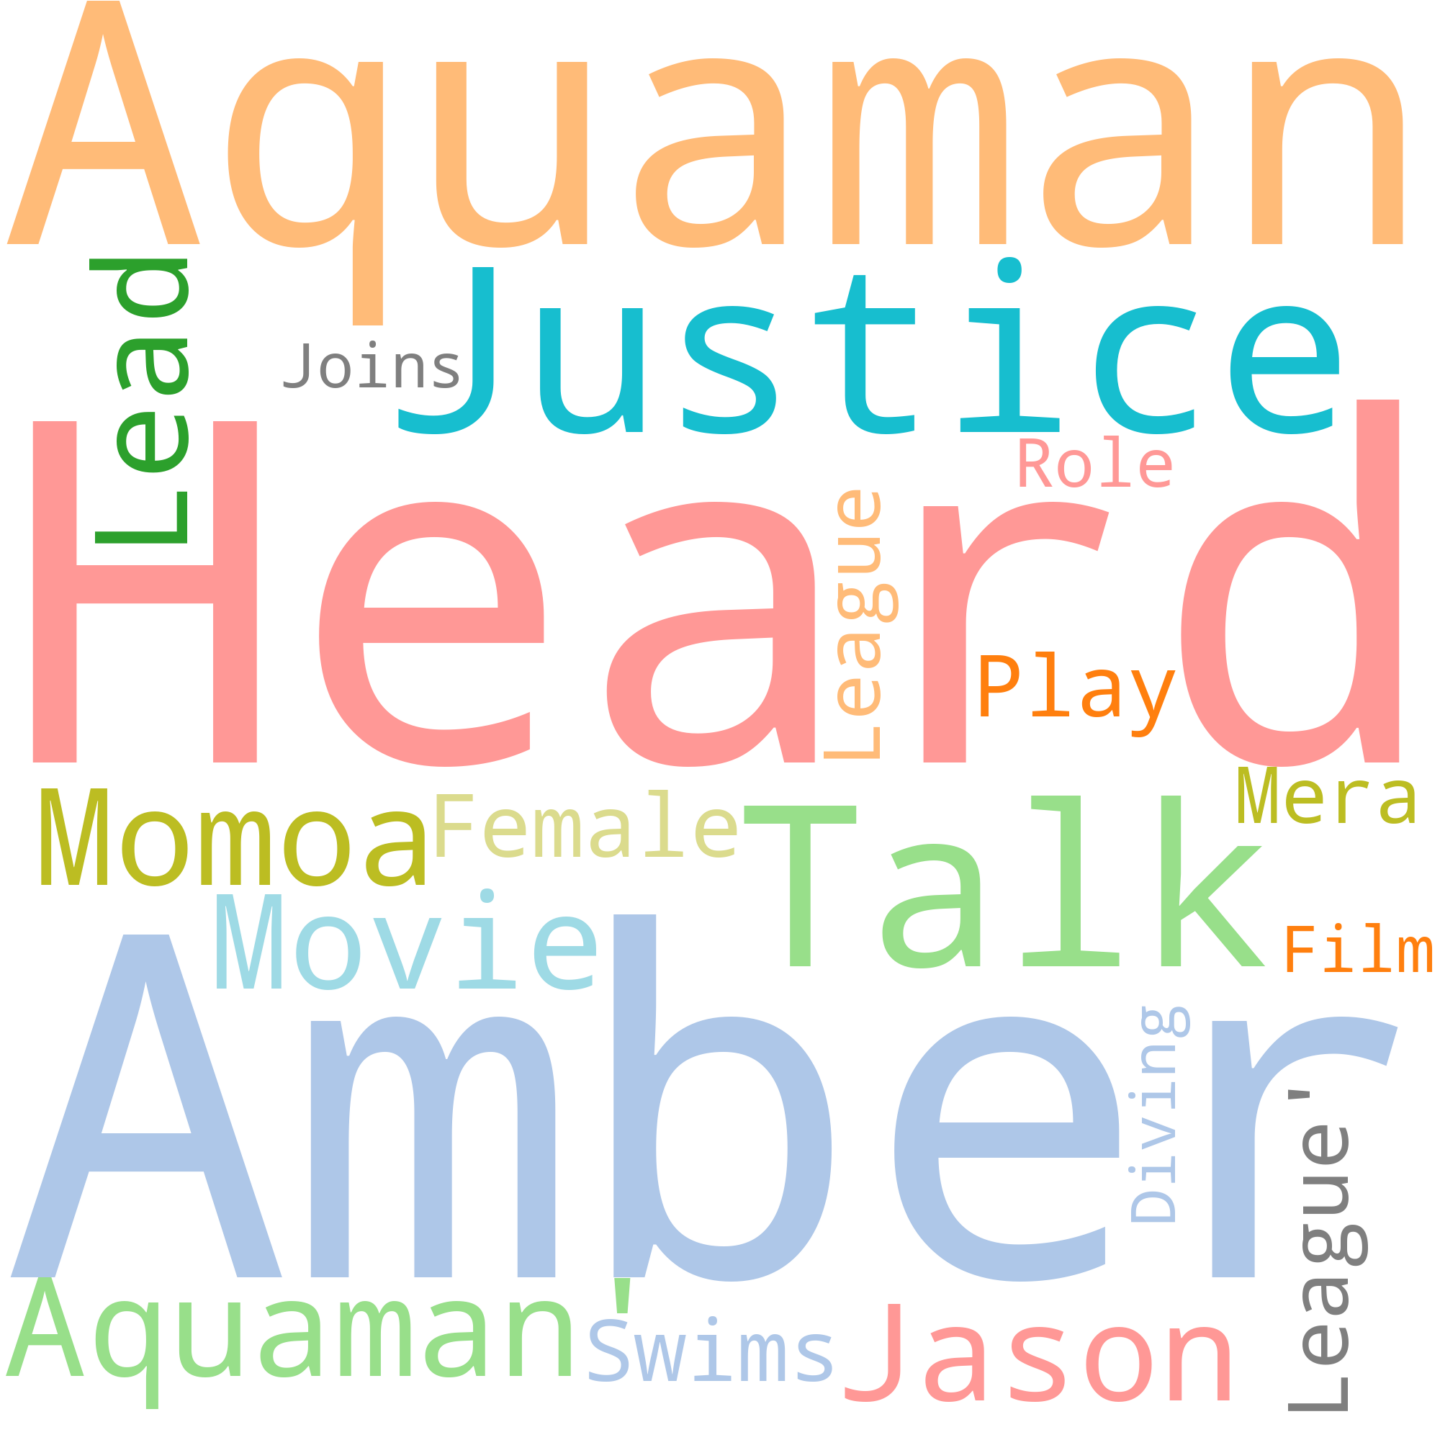 Aquaman
Lead
Joins
Justice
Role
Heard
League
Play
Momoa
Female
Talk
Mera
Movie
Film
Amber
Diving
League'
Aquaman'
Swims
Jason